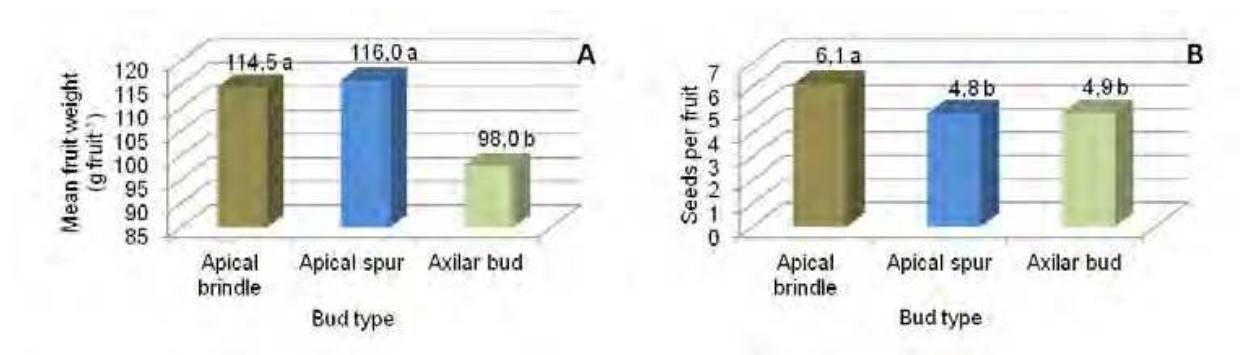 A
Mean fruit weight
(g fruit⁻¹)
120
115
110
105
100
95
90
85
114,5 a
116,0 a
98,0 b
Apical brindle
Apical spur
Axilar bud
Bud type
B
Seeds per fruit
7
6
5
4
3
2
1
0
6,1 a
4,8 b
4,9 b
Apical brindle
Apical spur
Axilar bud
Bud type